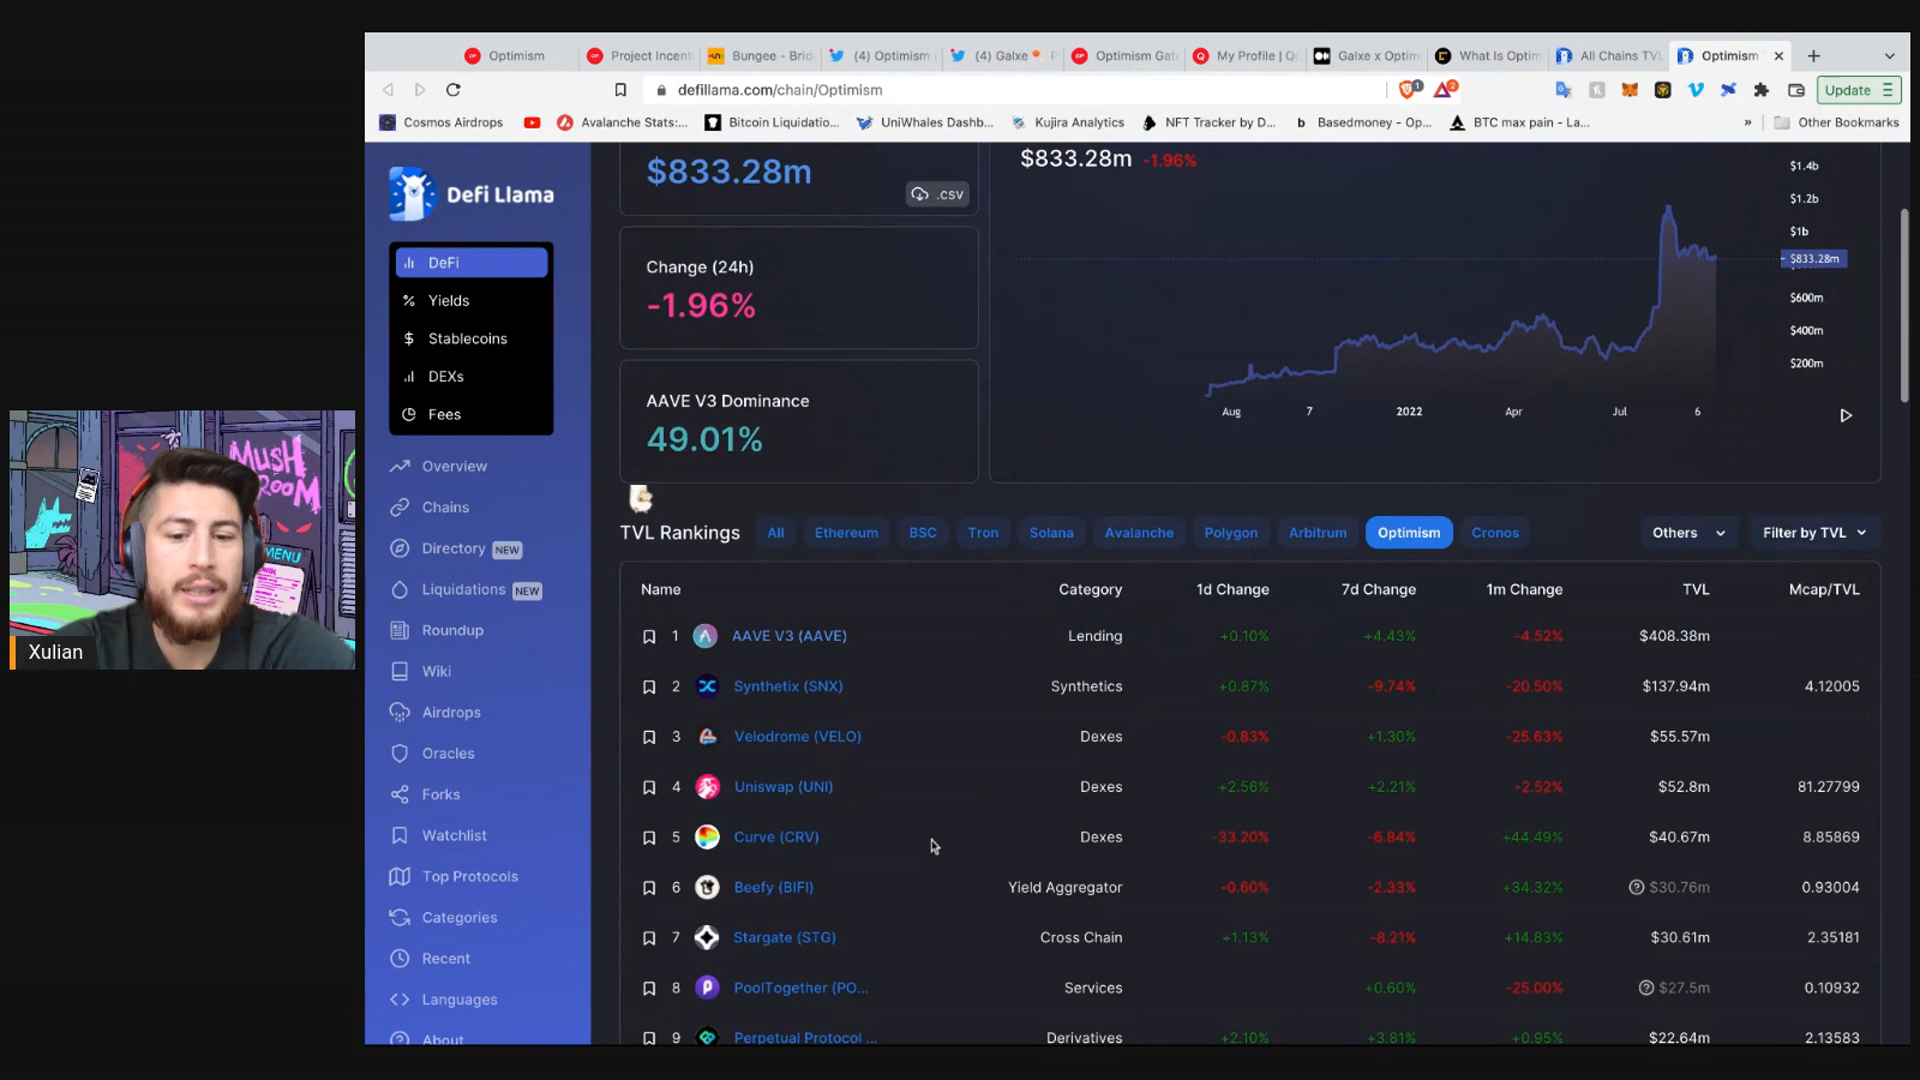 Optimism
Project Incenti
Bungee - Brid
(4) Optimism
(4) Galxe
Optimism Gate
My Profile | Qu
Galxe x Optim
What Is Optim
All Chains TVL
Optimism
defillama.com/chain/Optimism
1
2
Update
Cosmos Airdrops
Avalanche Stats:...
Bitcoin Liquidatio...
UniWhales Dashb...
Kujira Analytics
NFT Tracker by D...
b Basedmoney - Op...
BTC max pain - La...
»
Other Bookmarks
Defi Llama
DeFi
Yields
Stablecoins
DEXs
Fees
Overview
Chains
Directory NEW
Liquidations NEW
Roundup
Wiki
Airdrops
Oracles
Forks
Watchlist
Top Protocols
Categories
Recent
Languages
About
$833.28m
.csv
Change (24h)
-1.96%
AAVE V3 Dominance
49.01%
$833.28m -1.96%
$1.4b
$1.2b
$1b
$833.28m
$600m
$400m
$200m
Aug 7 2022 Apr Jul 6
TVL Rankings All Ethereum BSC Tron Solana Avalanche Polygon Arbitrum Optimism Cronos Others Filter by TVL
Name Category 1d Change 7d Change 1m Change TVL Mcap/TVL
1 AAVE V3 (AAVE) Lending +0.10% +4.43% -4.52% $408.38m
2 Synthetix (SNX) Synthetics +0.87% -9.74% -20.50% $137.94m 4.12005
3 Velodrome (VELO) Dexes -0.83% +1.30% -25.63% $55.57m
4 Uniswap (UNI) Dexes +2.56% +2.21% -2.52% $52.8m 81.27799
5 Curve (CRV) Dexes -33.20% -6.84% +44.49% $40.67m 8.85869
6 Beefy (BIFI) Yield Aggregator -0.60% -2.33% +34.32% $30.76m 0.93004
7 Stargate (STG) Cross Chain +1.13% -8.21% +14.83% $30.61m 2.35181
8 PoolTogether (PO... Services +0.60% -25.00% $27.5m 0.10932
9 Perpetual Protocol ... Derivatives +2.10% +3.81% +0.95% $22.64m 2.13583
MUSH
ROOM
MENU
Xulian